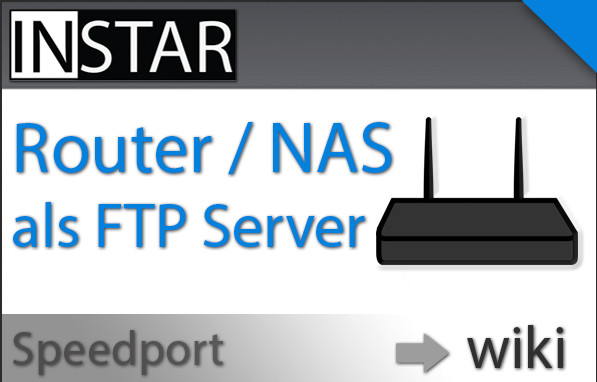 INSTAR
Router / NAS
als FTP Server
Speedport
wiki